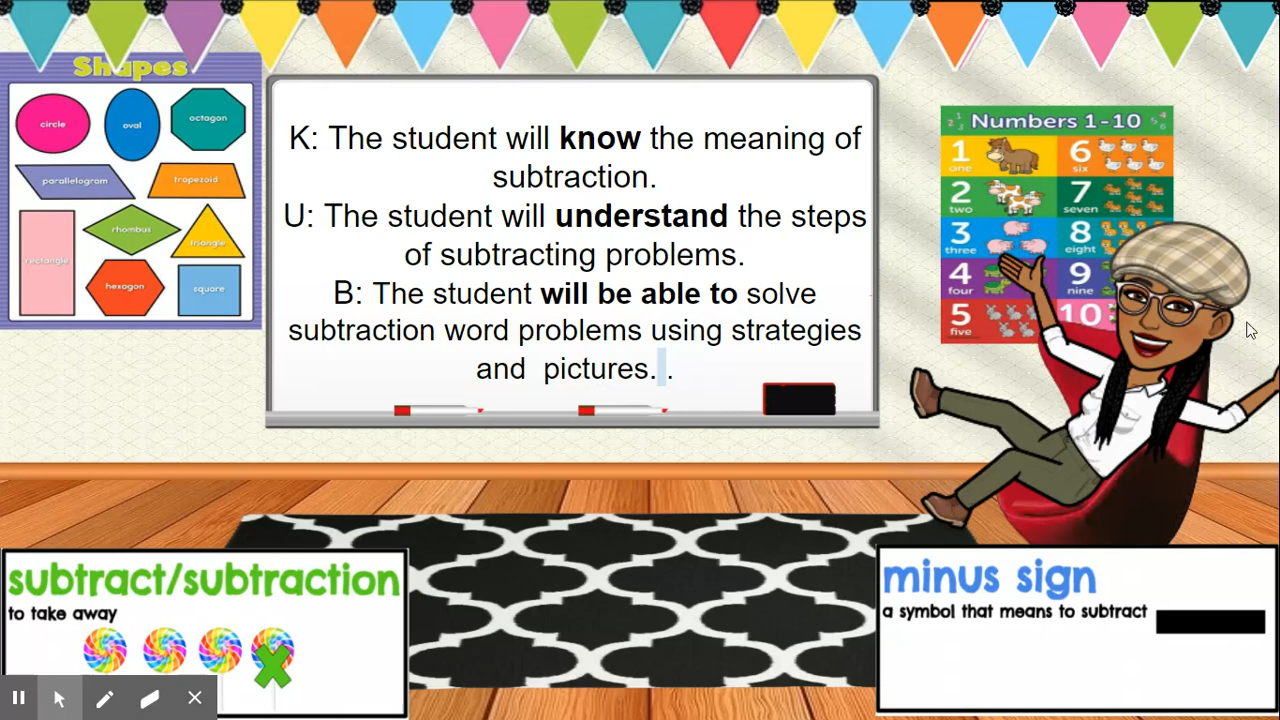 Shapes
circle
oval
octagon
parallelogram
trapezoid
rectangle
rhombus
triangle
hexagon
square
K: The student will know the meaning of
subtraction.
U: The student will understand the steps
of subtracting problems.
B: The student will be able to solve
subtraction word problems using strategies
and pictures. .
Numbers 1-10
1
one
6
six
2
two
7
seven
3
three
8
eight
4
four
9
nine
5
five
10
subtract/subtraction
to take away
minus sign
a symbol that means to subtract